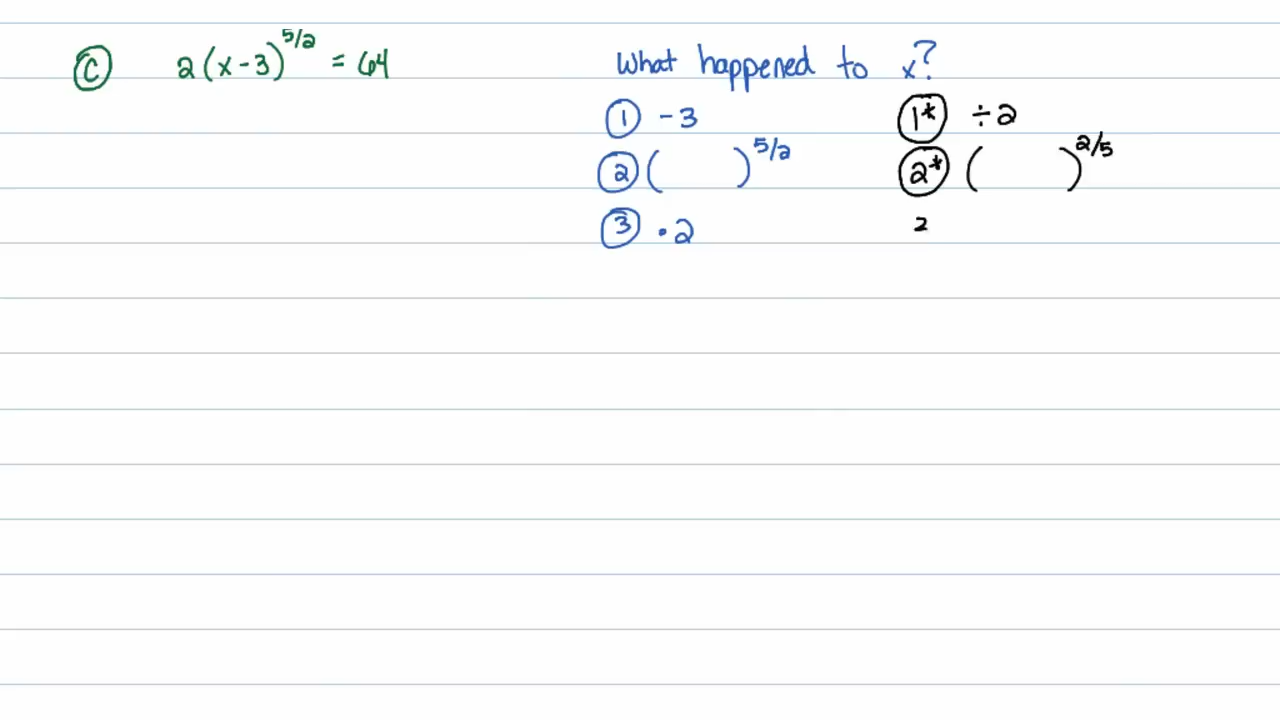 Ⓒ 2(x-3)^5/2 = 64
What happened to x?
① -3
② ( )^5/2
③ · 2
1* ÷2
2* ( )^2/5
2